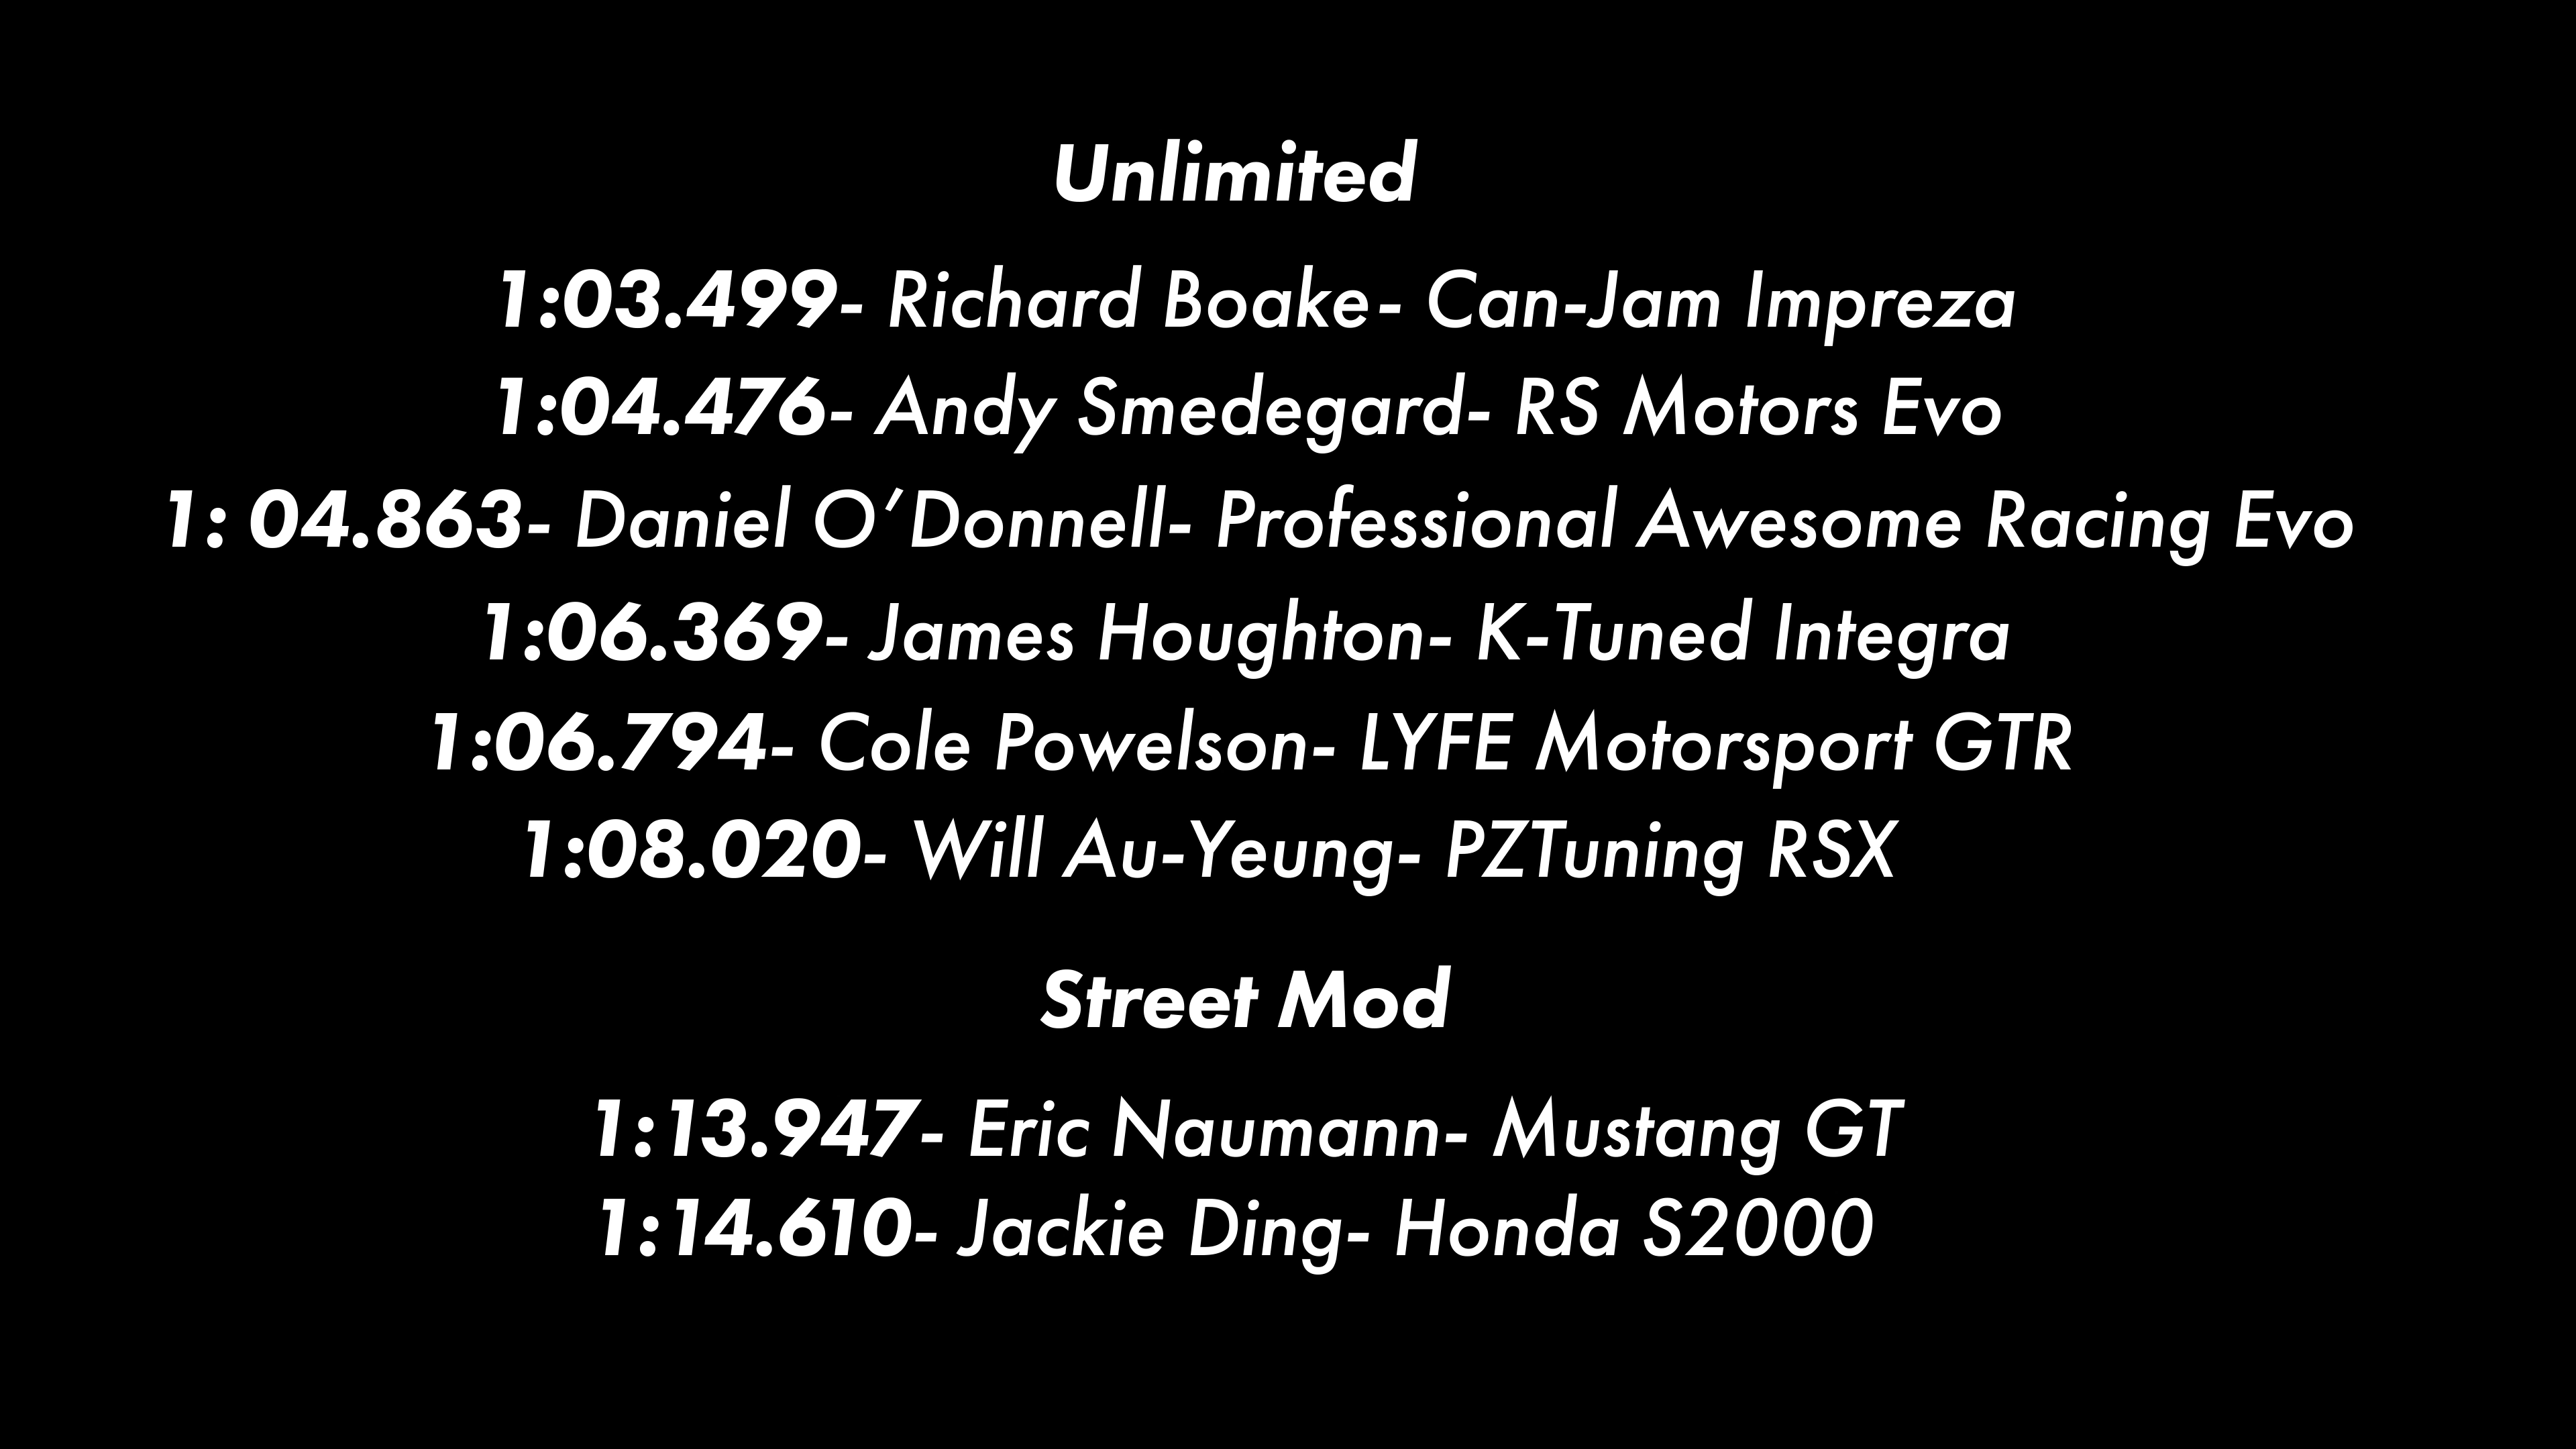 Unlimited
1:03.499- Richard Boake- Can-Jam Impreza
1:04.476- Andy Smedegard- RS Motors Evo
1: 04.863- Daniel O’Donnell- Professional Awesome Racing Evo
1:06.369- James Houghton- K-Tuned Integra
1:06.794- Cole Powelson- LYFE Motorsport GTR
1:08.020- Will Au-Yeung- PZTuning RSX
Street Mod
1:13.947- Eric Naumann- Mustang GT
1:14.610- Jackie Ding- Honda S2000